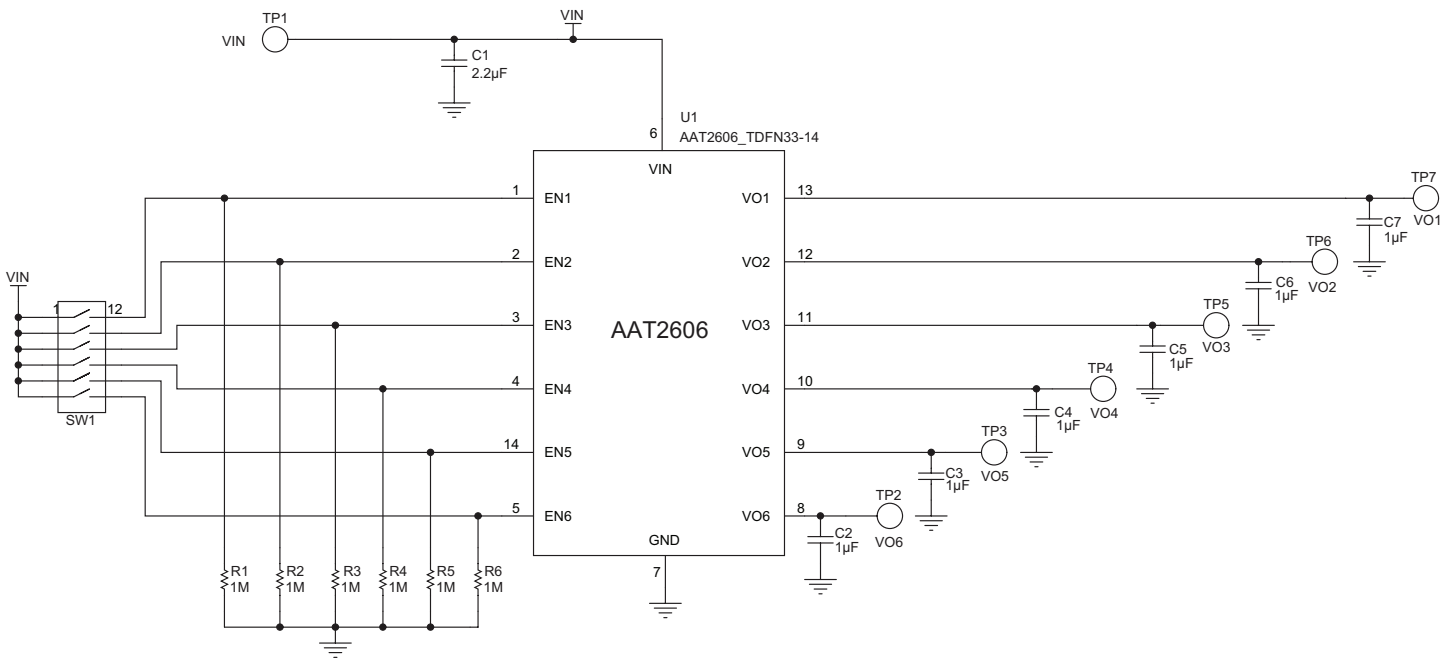 TP1
VIN
VIN
C1
2.2µF
U1
AAT2606_TDFN33-14
6
VIN
1
EN1
VO1
13
TP7
VO1
C7
1µF
2
EN2
VO2
12
TP6
VO2
C6
1µF
VIN
1
12
SW1
3
EN3
AAT2606
VO3
11
TP5
VO3
C5
1µF
4
EN4
VO4
10
TP4
VO4
C4
1µF
14
EN5
VO5
9
TP3
VO5
C3
1µF
5
EN6
VO6
8
TP2
VO6
C2
1µF
GND
7
R1
1M
R2
1M
R3
1M
R4
1M
R5
1M
R6
1M